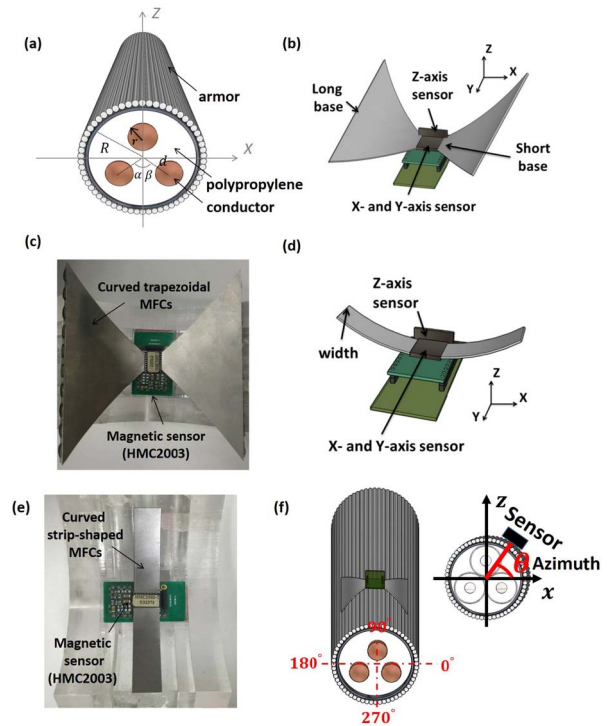 (a)
Z
armor
R
r
X
d
α β
polypropylene
conductor
(b)
Z
X
Y
Long
base
Z-axis
sensor
Short
base
X- and Y-axis sensor
(c)
Curved trapezoidal
MFCs
Magnetic sensor
(HMC2003)
(d)
Z-axis
sensor
width
Z
X
Y
X- and Y-axis sensor
(e)
Curved
strip-shaped
MFCs
Magnetic
sensor
(HMC2003)
(f)
90°
180°
0°
270°
z
Sensor
θ
Azimuth
x